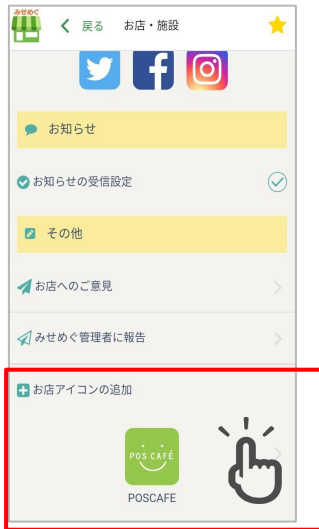 みせめぐ
戻る お店・施設
お知らせ
お知らせの受信設定
その他
お店へのご意見
みせめぐ管理者に報告
お店アイコンの追加
POS CAFÉ
POSCAFE